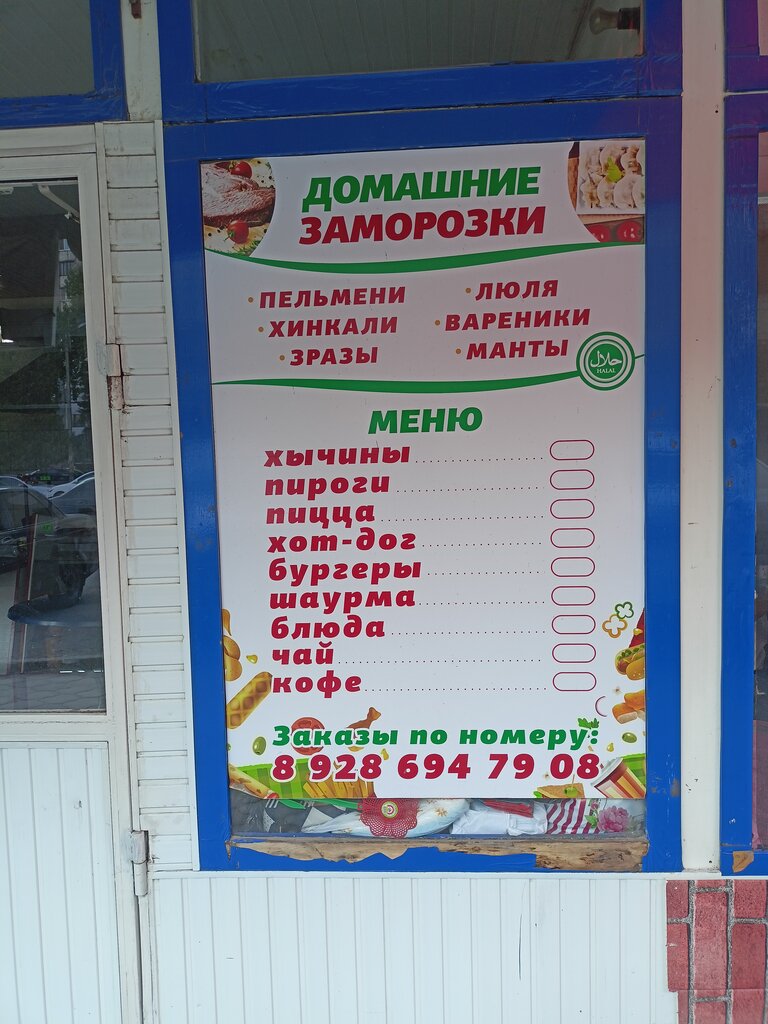 ДОМАШНИЕ
ЗАМОРОЗКИ
• ПЕЛЬМЕНИ • ЛЮЛЯ
• ХИНКАЛИ • ВАРЕНИКИ
• ЗРАЗЫ • МАНТЫ
حلال
HALAL
МЕНЮ
хычины
пироги
пицца
хот-дог
бургеры
шаурма
блюда
чай
кофе
Заказы по номеру:
8 928 694 79 08